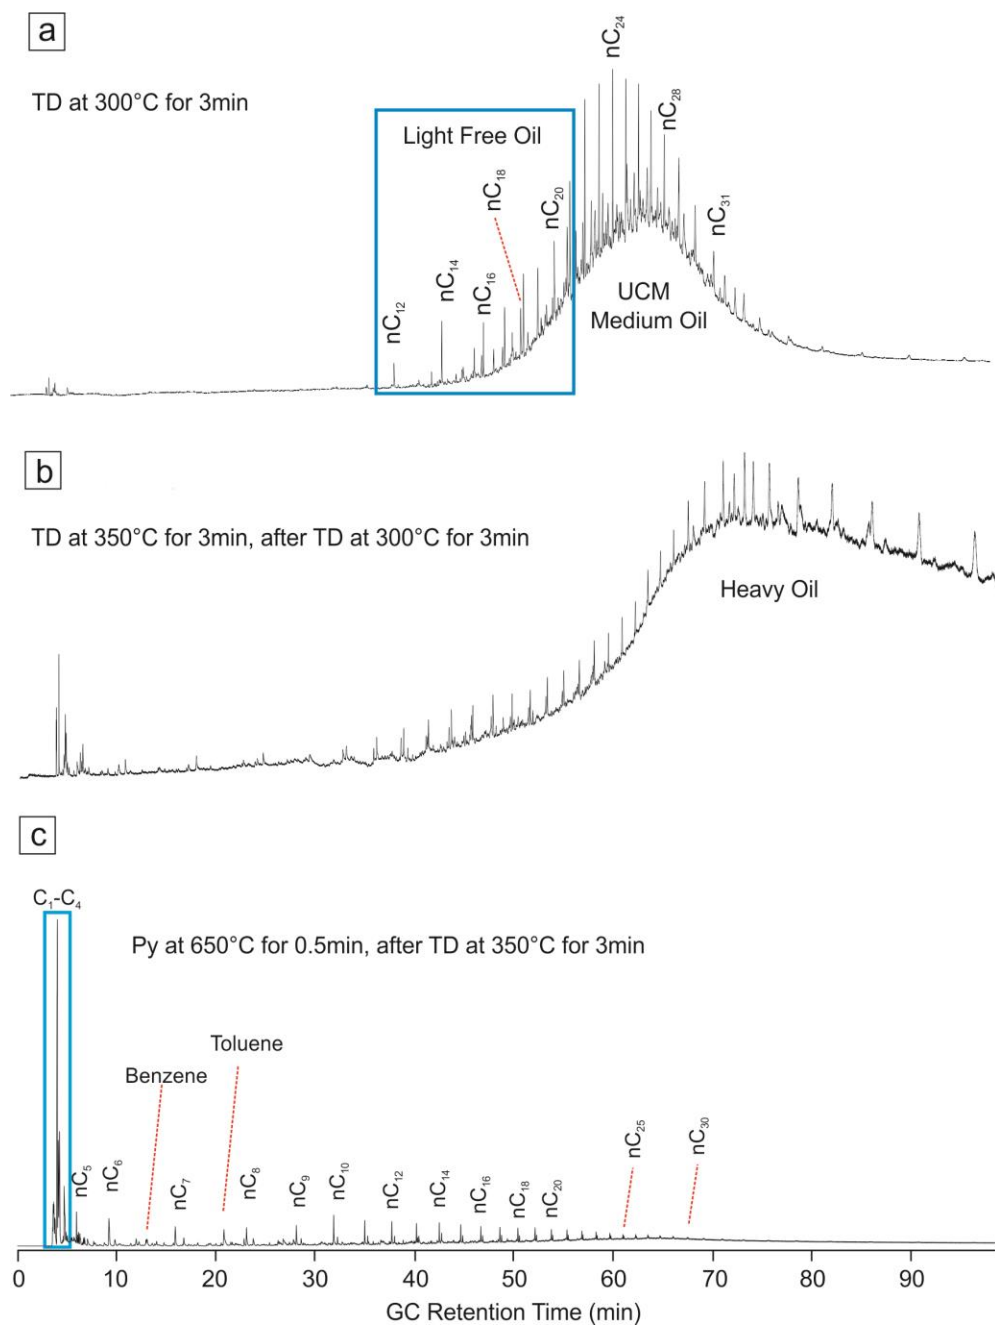 a
TD at 300°C for 3min
Light Free Oil
nC₁₂
nC₁₄
nC₁₆
nC₁₈
nC₂₀
nC₂₄
nC₂₈
nC₃₁
UCM
Medium Oil
b
TD at 350°C for 3min, after TD at 300°C for 3min
Heavy Oil
c
C₁-C₄
Py at 650°C for 0.5min, after TD at 350°C for 3min
Benzene
Toluene
nC₅
nC₆
nC₇
nC₈
nC₉
nC₁₀
nC₁₂
nC₁₄
nC₁₆
nC₁₈
nC₂₀
nC₂₅
nC₃₀
0 10 20 30 40 50 60 70 80 90
GC Retention Time (min)